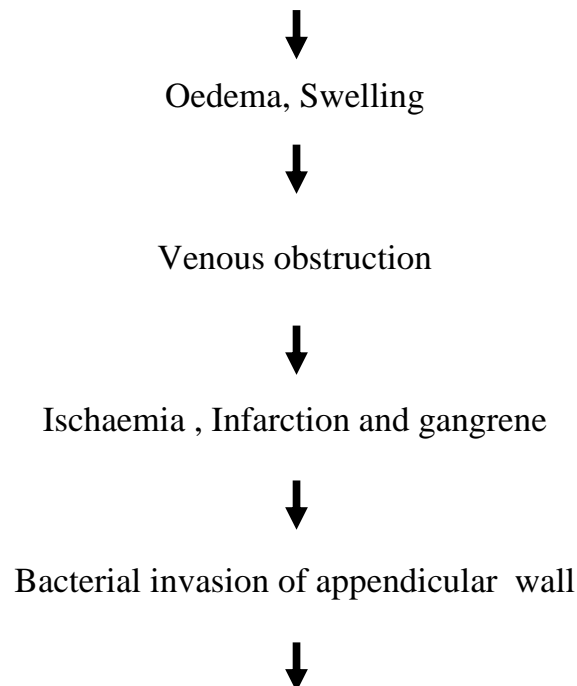 Oedema, Swelling
Venous obstruction
Ischaemia , Infarction and gangrene
Bacterial invasion of appendicular wall